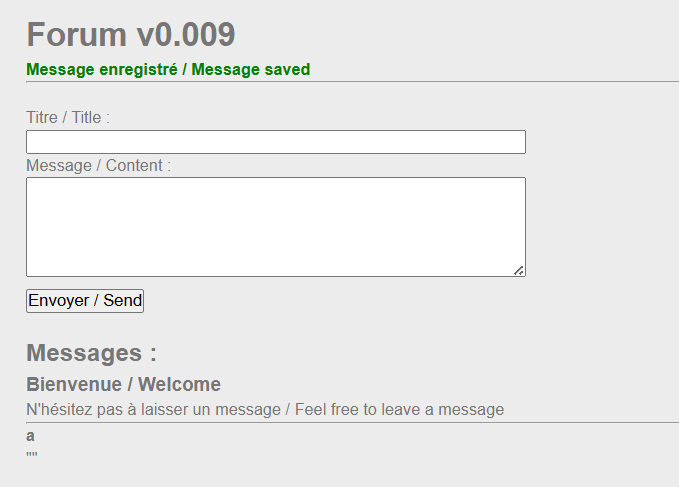 Forum v0.009
Message enregistré / Message saved
Titre / Title :
Message / Content :
Envoyer / Send
Messages :
Bienvenue / Welcome
N'hésitez pas à laisser un message / Feel free to leave a message
a
""